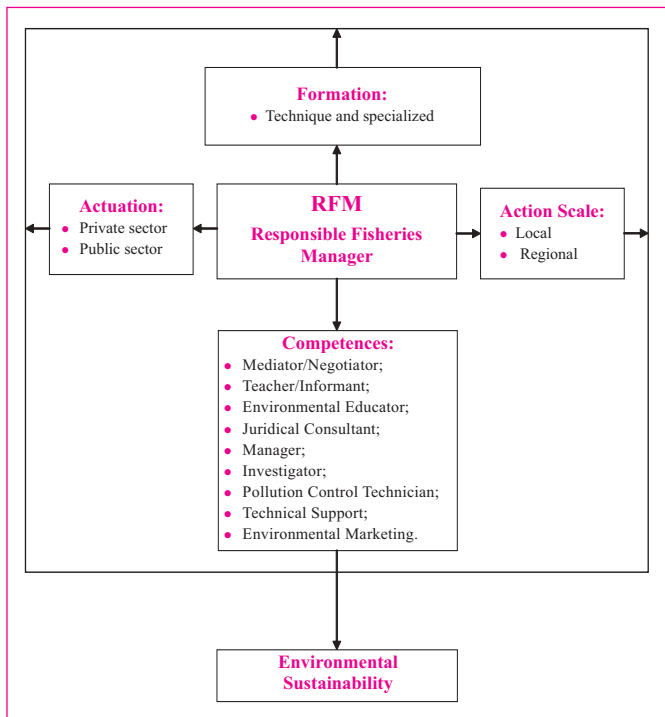 Formation:
● Technique and specialized
Actuation:
● Private sector
● Public sector
RFM
Responsible Fisheries
Manager
Action Scale:
● Local
● Regional
Competences:
● Mediator/Negotiator;
● Teacher/Informant;
● Environmental Educator;
● Juridical Consultant;
● Manager;
● Investigator;
● Pollution Control Technician;
● Technical Support;
● Environmental Marketing.
Environmental
Sustainability